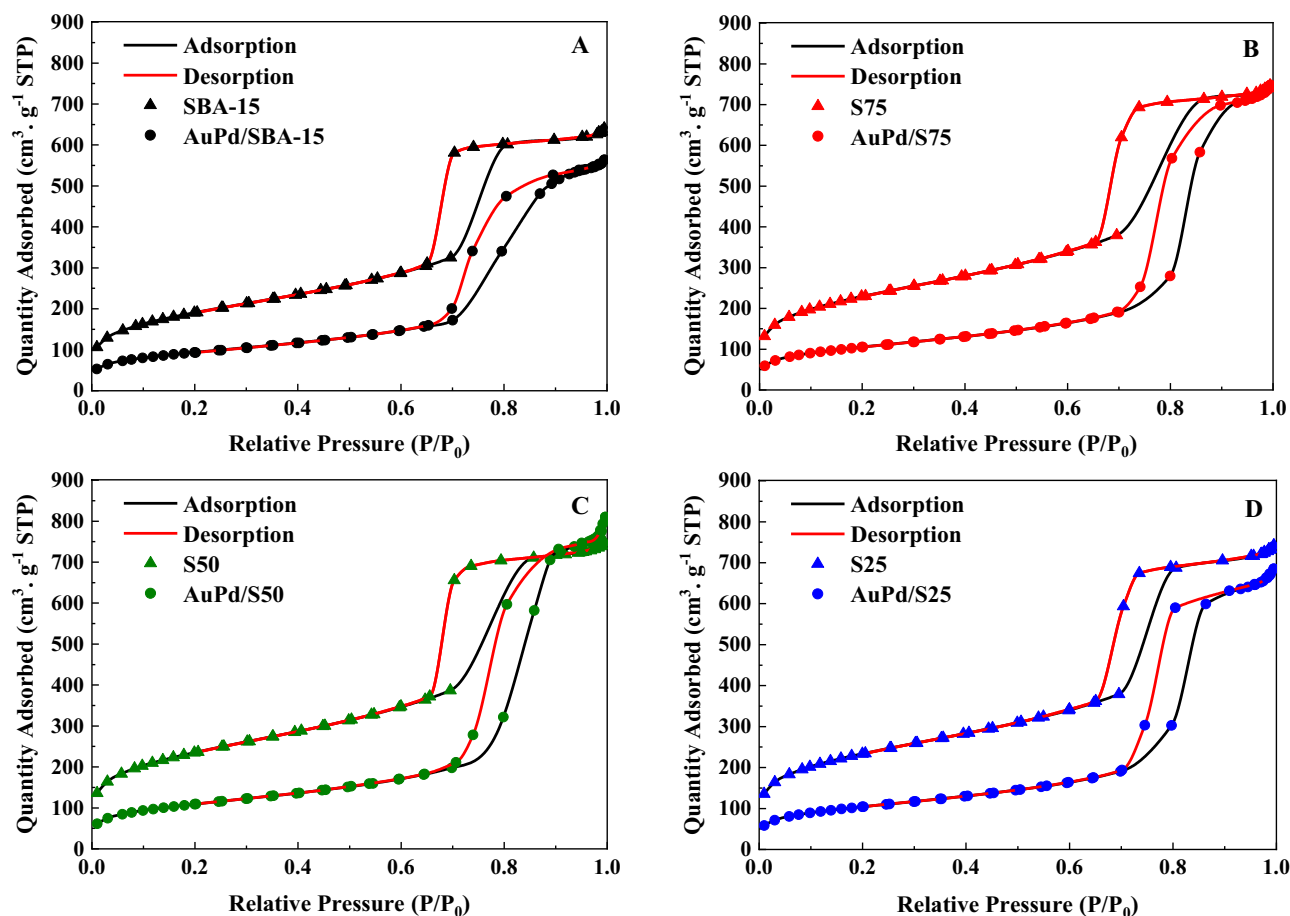 Adsorption
Desorption
SBA-15
AuPd/SBA-15
A
900
800
700
600
500
400
300
200
100
0
0.0 0.2 0.4 0.6 0.8 1.0
Quantity Adsorbed (cm³· g⁻¹ STP)
Relative Pressure (P/P₀)
Adsorption
Desorption
S75
AuPd/S75
B
900
800
700
600
500
400
300
200
100
0
0.0 0.2 0.4 0.6 0.8 1.0
Quantity Adsorbed (cm³· g⁻¹ STP)
Relative Pressure (P/P₀)
Adsorption
Desorption
S50
AuPd/S50
C
900
800
700
600
500
400
300
200
100
0
0.0 0.2 0.4 0.6 0.8 1.0
Quantity Adsorbed (cm³· g⁻¹ STP)
Relative Pressure (P/P₀)
Adsorption
Desorption
S25
AuPd/S25
D
900
800
700
600
500
400
300
200
100
0
0.0 0.2 0.4 0.6 0.8 1.0
Quantity Adsorbed (cm³· g⁻¹ STP)
Relative Pressure (P/P₀)